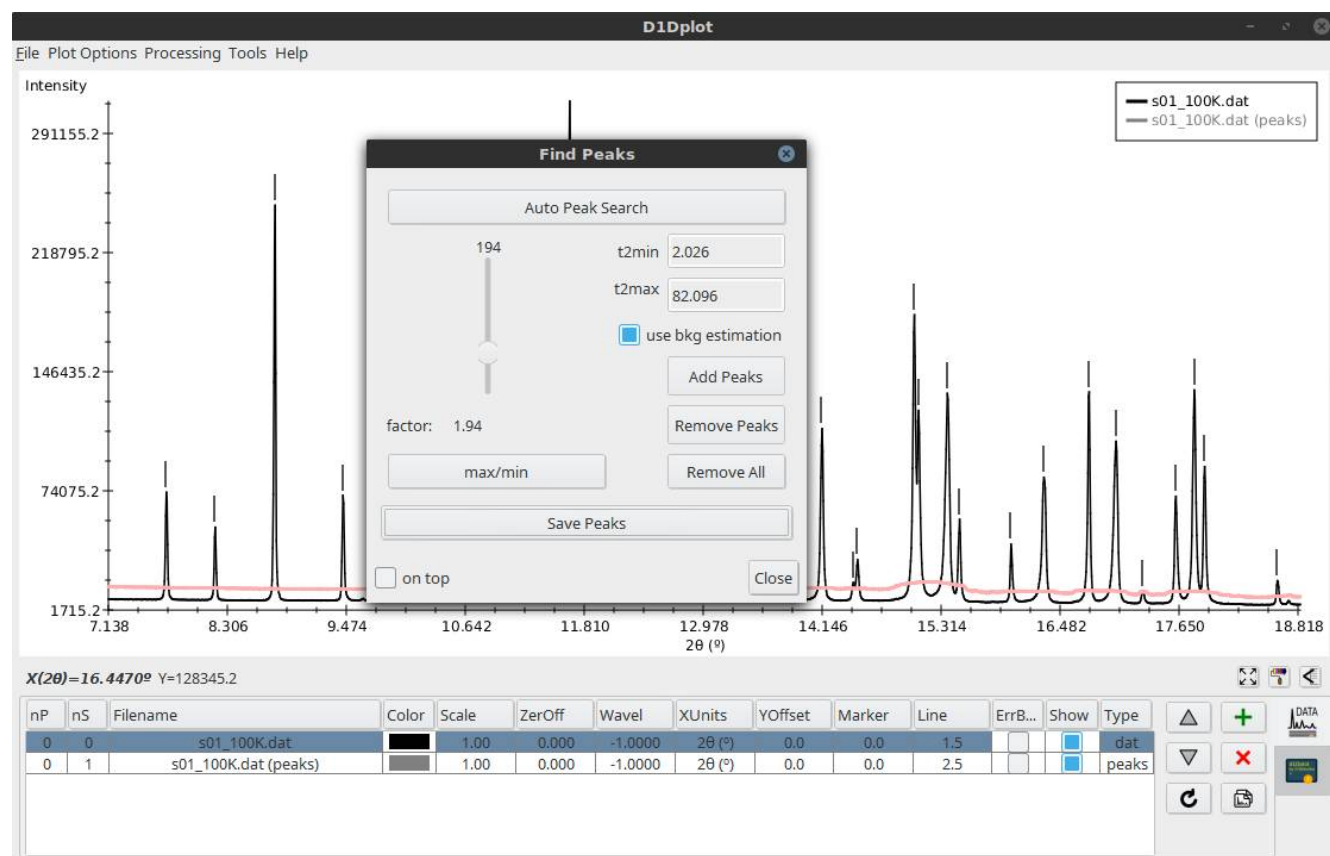 D1Dplot
File Plot Options Processing Tools Help
Intensity
291155.2
218795.2
146435.2
74075.2
1715.2
7.138 8.306 9.474 10.642 11.810 12.978 14.146 15.314 16.482 17.650 18.818
2θ (º)
s01_100K.dat
s01_100K.dat (peaks)
Find Peaks
Auto Peak Search
194
t2min 2.026
t2max 82.096
use bkg estimation
Add Peaks
factor: 1.94
Remove Peaks
max/min
Remove All
Save Peaks
on top
Close
X(2θ)=16.4470º Y=128345.2
nP nS Filename Color Scale ZerOff Wavel XUnits YOffset Marker Line ErrB... Show Type
0 0 s01_100K.dat 1.00 0.000 -1.0000 2θ (º) 0.0 0.0 1.5 dat
0 1 s01_100K.dat (peaks) 1.00 0.000 -1.0000 2θ (º) 0.0 0.0 2.5 peaks
DATA